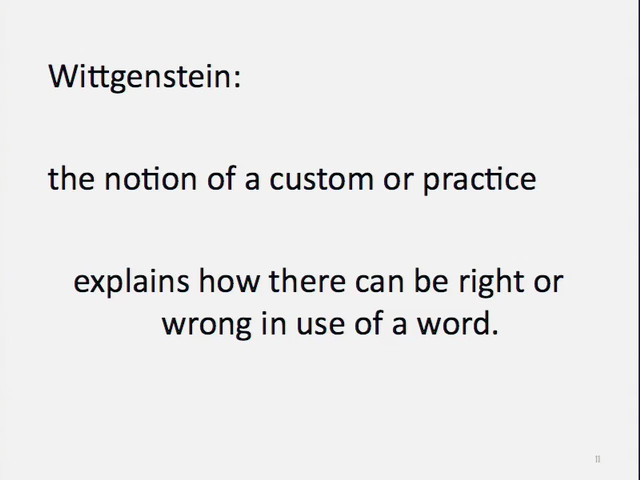 Wittgenstein:
the notion of a custom or practice
explains how there can be right or
wrong in use of a word.
11